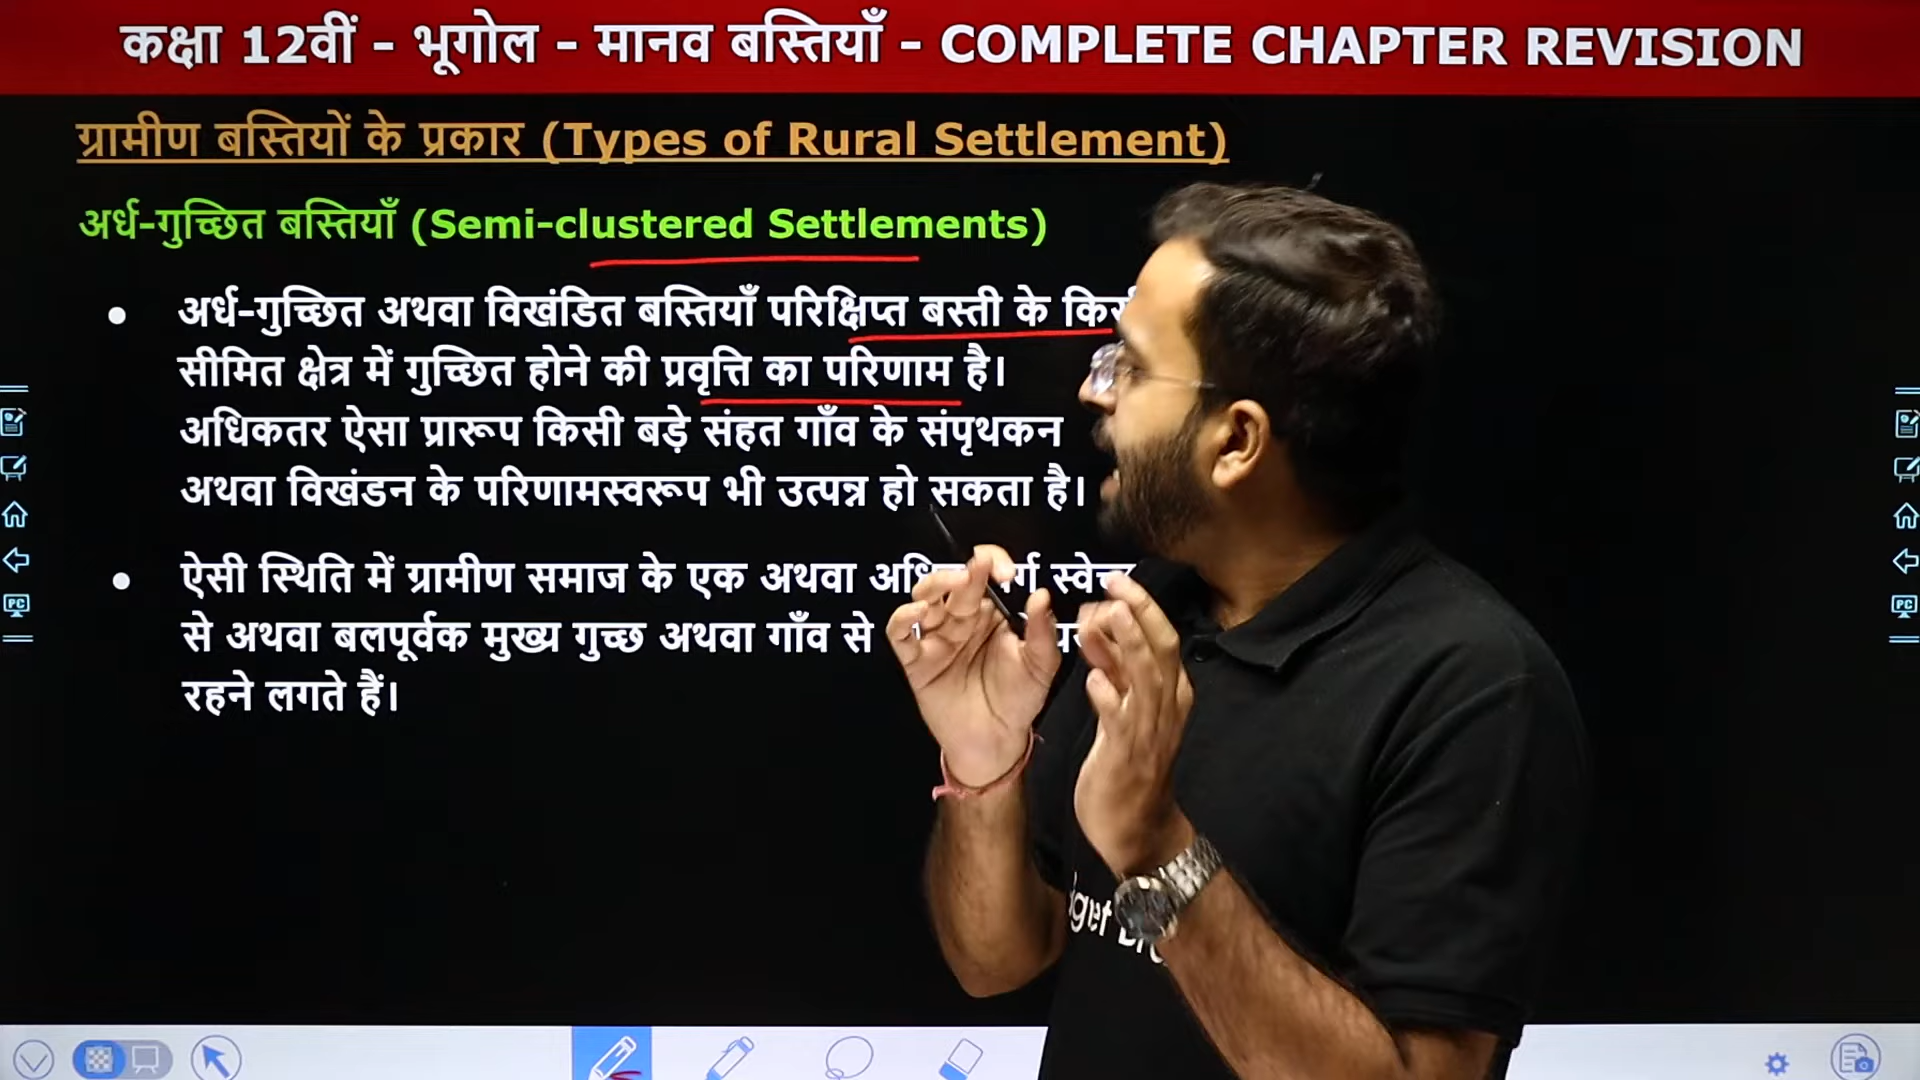 कक्षा 12वीं - भूगोल - मानव बस्तियाँ - COMPLETE CHAPTER REVISION
ग्रामीण बस्तियों के प्रकार (Types of Rural Settlement)
अर्ध-गुच्छित बस्तियाँ (Semi-clustered Settlements)
अर्ध-गुच्छित अथवा विखंडित बस्तियाँ परिक्षिप्त बस्ती के
सीमित क्षेत्र में गुच्छित होने की प्रवृत्ति का परिणाम है।
अधिकतर ऐसा प्रारूप किसी बड़े संहत गाँव के संपृथकन
अथवा विखंडन के परिणामस्वरूप भी उत्पन्न हो सकता है।
ऐसी स्थिति में ग्रामीण समाज के एक अथवा
से अथवा बलपूर्वक मुख्य गुच्छ अथवा गाँव से
रहने लगते हैं।
PC
PC